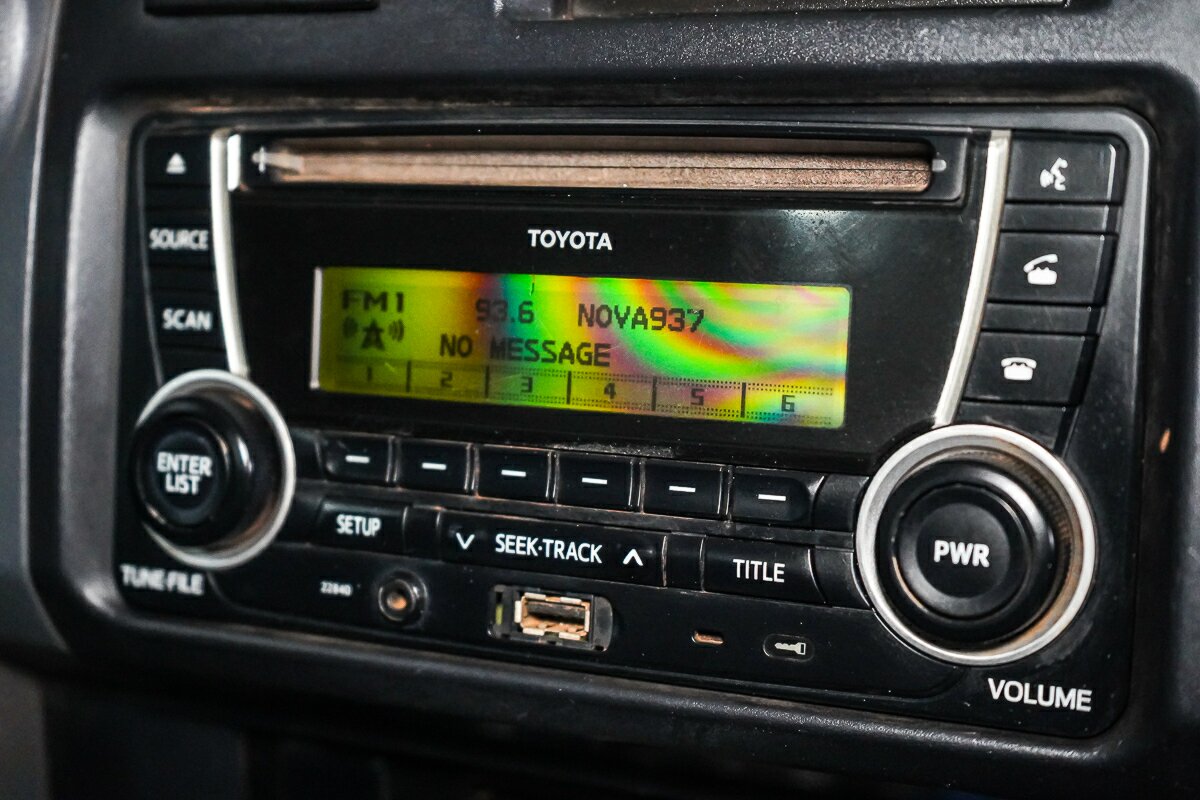 SOURCE
SCAN
TOYOTA
FM1 93.6 NOVA937
NO MESSAGE
1 2 3 4 5 6
ENTER
LIST
SETUP
SEEK·TRACK
TITLE
PWR
TUNE·FILE
22840
VOLUME